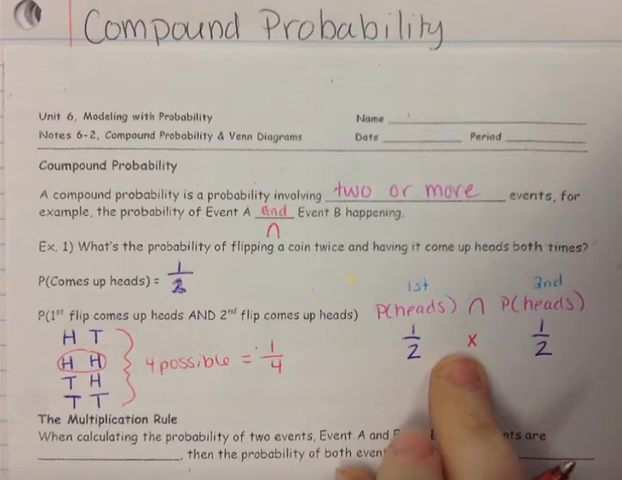 Compound Probability
Unit 6, Modeling with Probability Name
Notes 6-2, Compound Probability & Venn Diagrams Date Period
Coumpound Probability
A compound probability is a probability involving two or more events, for
example, the probability of Event A and Event B happening.
∩
Ex. 1) What's the probability of flipping a coin twice and having it come up heads both times?
P(Comes up heads) = 1/2
1st 2nd
P(1st flip comes up heads AND 2nd flip comes up heads) P(heads) ∩ P(heads)
1/2 x 1/2
H T
H H 4 possible = 1/4
T H
T T
The Multiplication Rule
When calculating the probability of two events, Event A and are
, then the probability of both